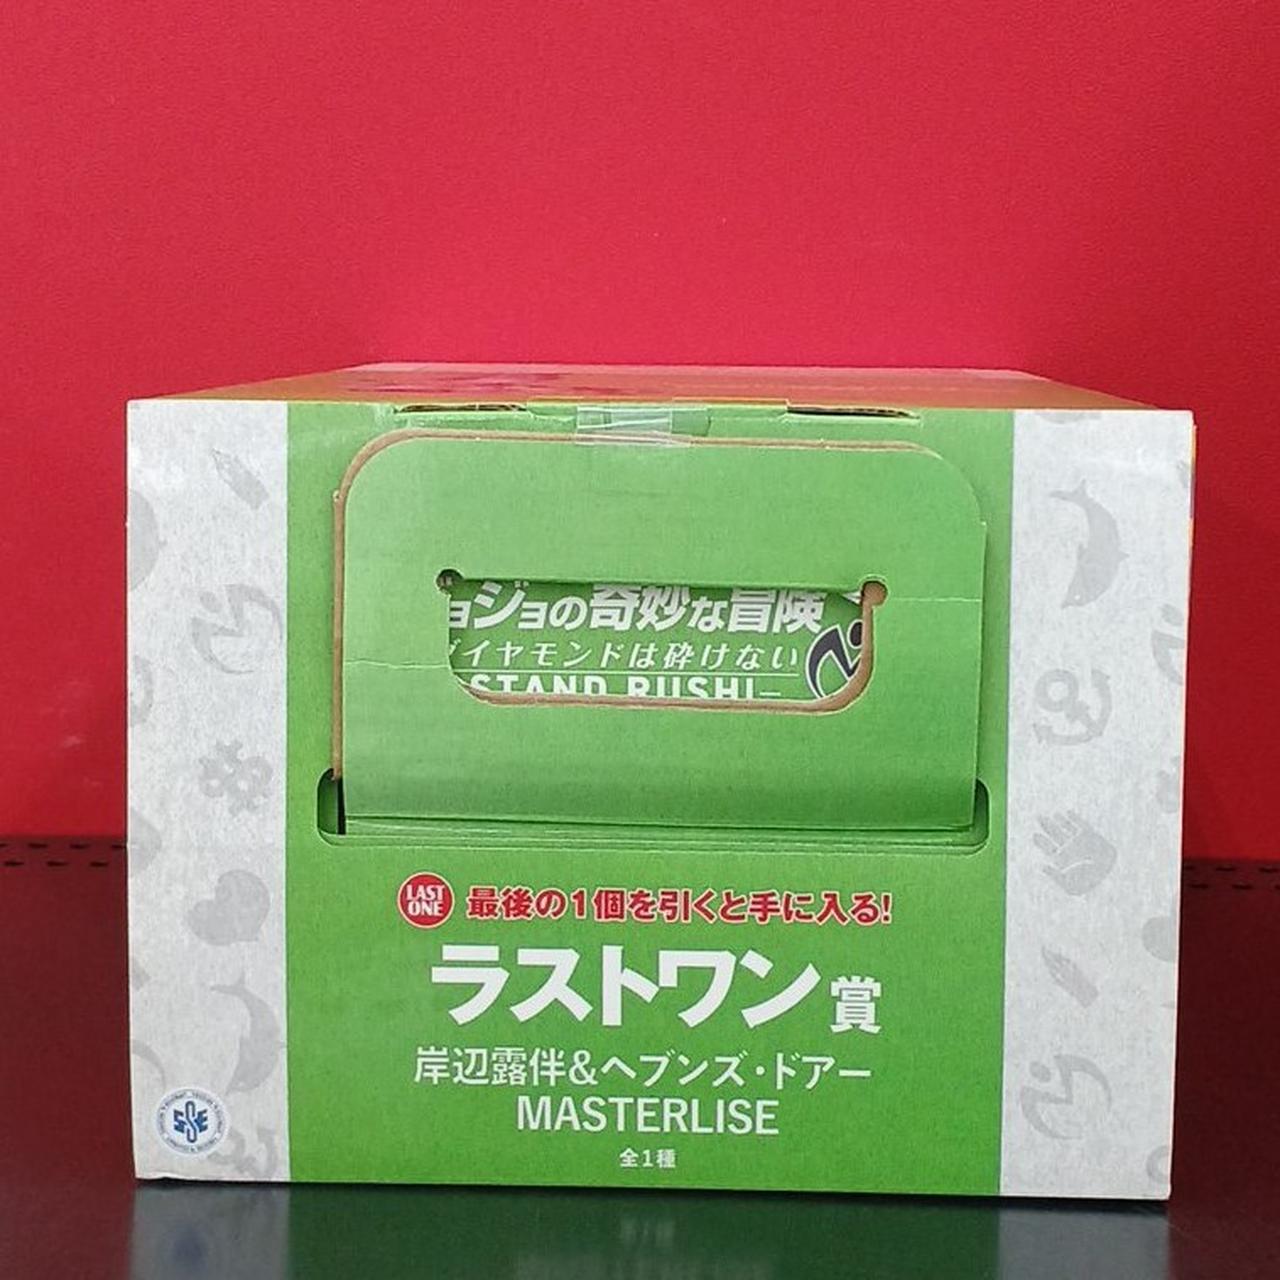 ョジョの奇妙な冒険
ダイヤモンドは砕けない
STAND RUSH!
LAST ONE
最後の1個を引くと手に入る!
ラストワン賞
岸辺露伴&ヘブンズ・ドアー
MASTERLISE
全1種